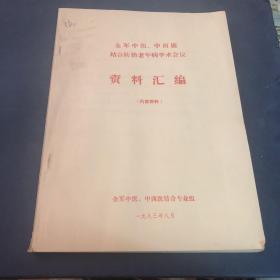 全军中医、中西医
结合防治老年病学术会议
资料汇编
（内部资料）
全军中医、中西医结合专业组
一九八三年八月